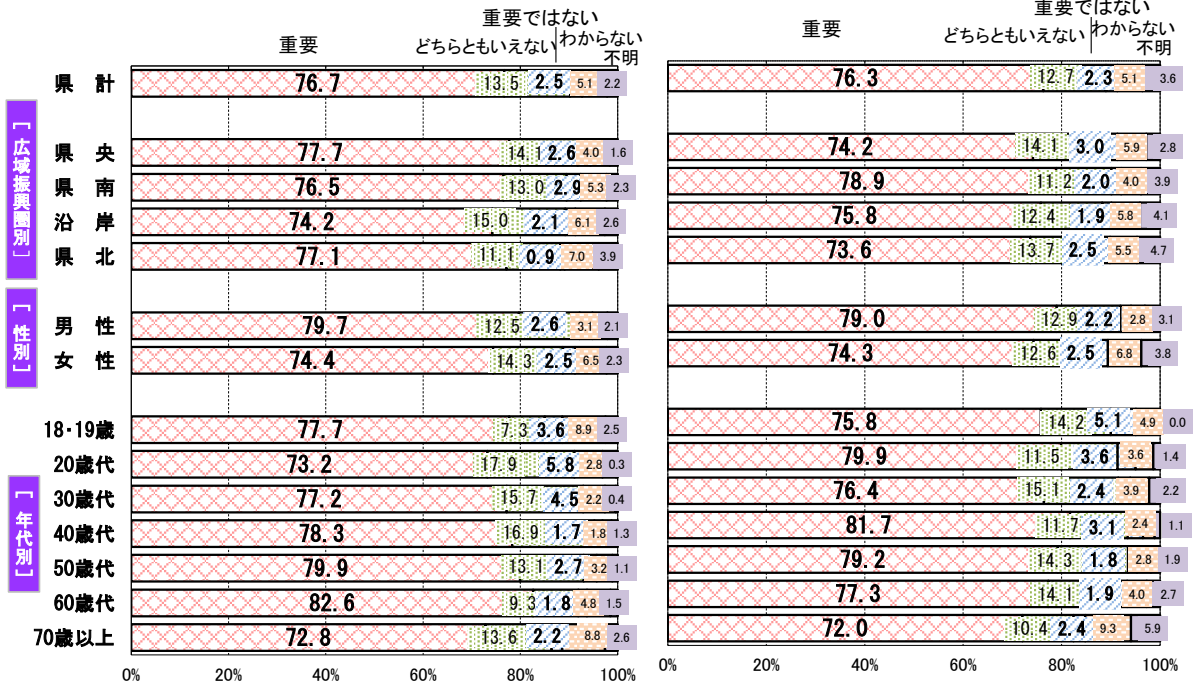 重要ではない
重要 どちらともいえない わからない
不明
県 計 76.7 13.5 2.5 5.1 2.2
[広域振興圏別]
県 央 77.7 14.1 2.6 4.0 1.6
県 南 76.5 13.0 2.9 5.3 2.3
沿 岸 74.2 15.0 2.1 6.1 2.6
県 北 77.1 11.1 0.9 7.0 3.9
[性別]
男 性 79.7 12.5 2.6 3.1 2.1
女 性 74.4 14.3 2.5 6.5 2.3
[年代別]
18・19歳 77.7 7.3 3.6 8.9 2.5
20歳代 73.2 17.9 5.8 2.8 0.3
30歳代 77.2 15.7 4.5 2.2 0.4
40歳代 78.3 16.9 1.7 1.8 1.3
50歳代 79.9 13.1 2.7 3.2 1.1
60歳代 82.6 9.3 1.8 4.8 1.5
70歳以上 72.8 13.6 2.2 8.8 2.6
0% 20% 40% 60% 80% 100%
重要ではない
重要 どちらともいえない わからない
不明
76.3 12.7 2.3 5.1 3.6
74.2 14.1 3.0 5.9 2.8
78.9 11.2 2.0 4.0 3.9
75.8 12.4 1.9 5.8 4.1
73.6 13.7 2.5 5.5 4.7
79.0 12.9 2.2 2.8 3.1
74.3 12.6 2.5 6.8 3.8
75.8 14.2 5.1 4.9 0.0
79.9 11.5 3.6 3.6 1.4
76.4 15.1 2.4 3.9 2.2
81.7 11.7 3.1 2.4 1.1
79.2 14.3 1.8 2.8 1.9
77.3 14.1 1.9 4.0 2.7
72.0 10.4 2.4 9.3 5.9
0% 20% 40% 60% 80% 100%